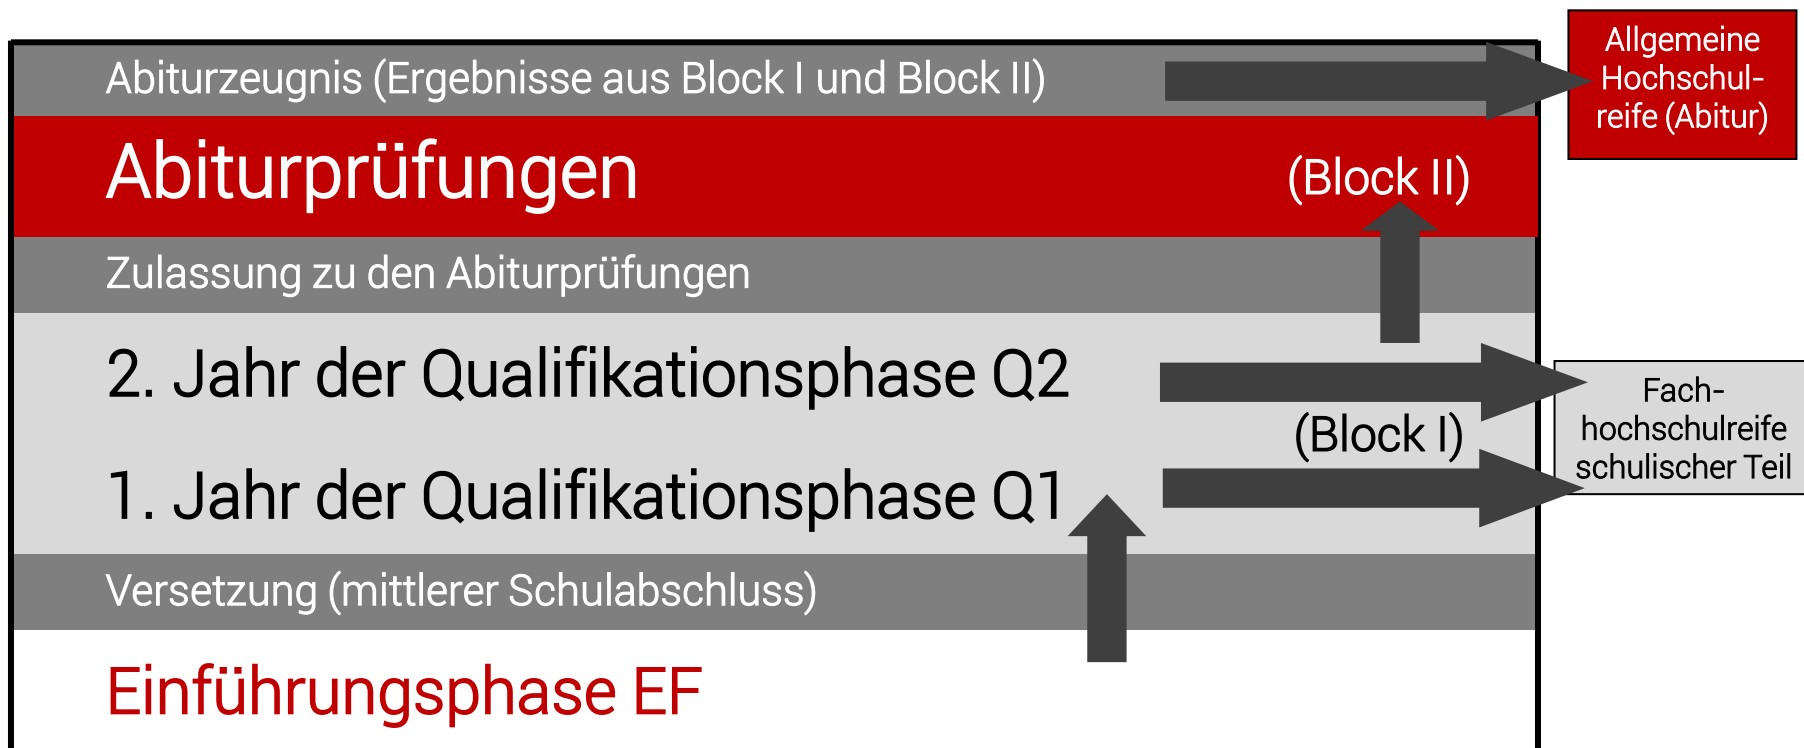 Abiturzeugnis (Ergebnisse aus Block I und Block II)
Allgemeine
Hochschul-
reife (Abitur)
Abiturprüfungen
(Block II)
Zulassung zu den Abiturprüfungen
2. Jahr der Qualifikationsphase Q2
Fach-
hochschulreife
schulischer Teil
(Block I)
1. Jahr der Qualifikationsphase Q1
Versetzung (mittlerer Schulabschluss)
Einführungsphase EF